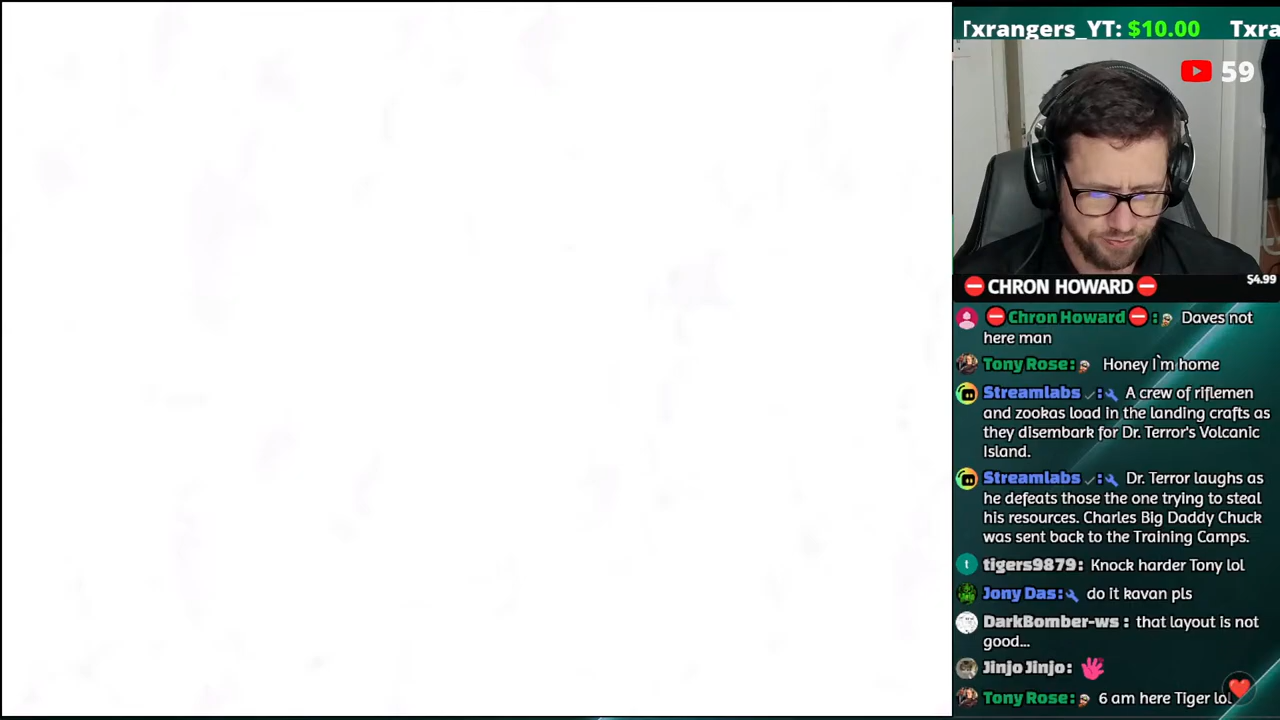 Txrangers_YT: $10.00 Txra
59
⛔ CHRON HOWARD ⛔ $4.99
⛔ Chron Howard ⛔ : Daves not
here man
Tony Rose: Honey I`m home
Streamlabs ✓: A crew of riflemen
and zookas load in the landing crafts as
they disembark for Dr. Terror's Volcanic
Island.
Streamlabs ✓: Dr. Terror laughs as
he defeats those the one trying to steal
his resources. Charles Big Daddy Chuck
was sent back to the Training Camps.
t tigers9879: Knock harder Tony lol
Jony Das: do it kavan pls
DarkBomber-ws : that layout is not
good...
Jinjo Jinjo:
Tony Rose: 6 am here Tiger lol